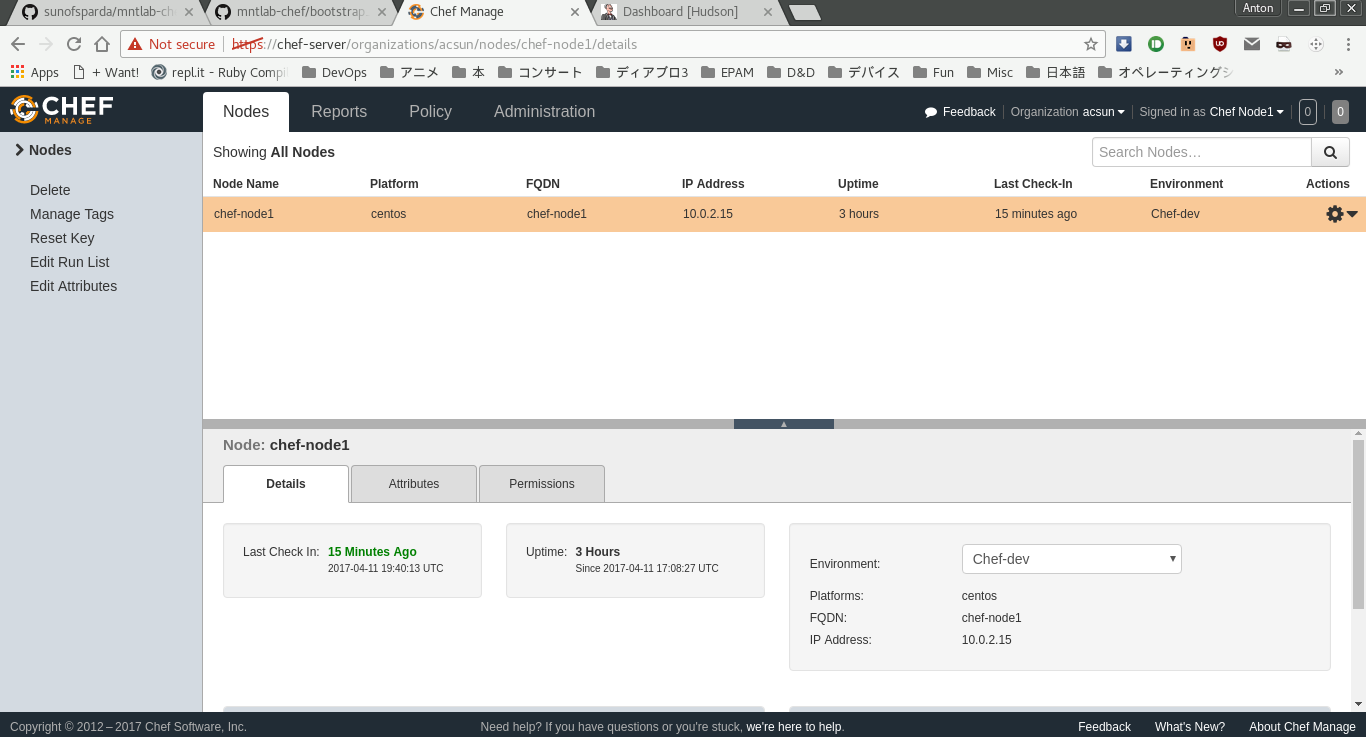 sunofsparda/mntlab-che
mntlab-chef/bootstrap.
Chef Manage
Dashboard [Hudson]
Anton
Not secure https://chef-server/organizations/acsun/nodes/chef-node1/details
Apps + Want! repl.it - Ruby Compil DevOps アニメ 本 コンサート ディアブロ3 EPAM D&D デバイス Fun Misc 日本語 オペレーティングシ »
CHEF
MANAGE
Nodes Reports Policy Administration
Feedback Organization acsun Signed in as Chef Node1 0 0
Nodes
Delete
Manage Tags
Reset Key
Edit Run List
Edit Attributes
Showing All Nodes
Search Nodes…
Node Name Platform FQDN IP Address Uptime Last Check-In Environment Actions
chef-node1 centos chef-node1 10.0.2.15 3 hours 15 minutes ago Chef-dev
Node: chef-node1
Details Attributes Permissions
Last Check In: 15 Minutes Ago
2017-04-11 19:40:13 UTC
Uptime: 3 Hours
Since 2017-04-11 17:08:27 UTC
Environment: Chef-dev
Platforms: centos
FQDN: chef-node1
IP Address: 10.0.2.15
Copyright © 2012 – 2017 Chef Software, Inc.
Need help? If you have questions or you're stuck, we're here to help.
Feedback What's New? About Chef Manage